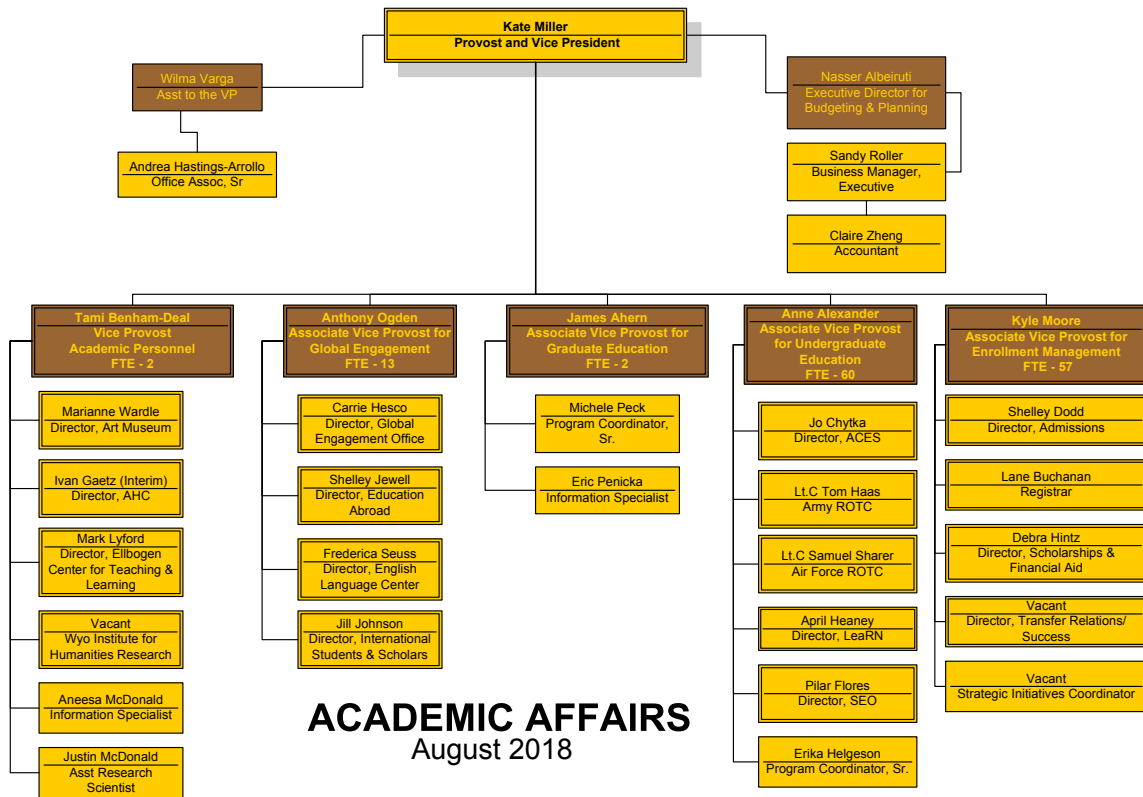 Kate Miller
Provost and Vice President
Wilma Varga
Asst to the VP
Andrea Hastings-Arrollo
Office Assoc, Sr
Nasser Albeiruti
Executive Director for
Budgeting & Planning
Sandy Roller
Business Manager,
Executive
Claire Zheng
Accountant
Tami Benham-Deal
Vice Provost
Academic Personnel
FTE - 2
Marianne Wardle
Director, Art Museum
Ivan Gaetz (Interim)
Director, AHC
Mark Lyford
Director, Ellbogen
Center for Teaching &
Learning
Vacant
Wyo Institute for
Humanities Research
Aneesa McDonald
Information Specialist
Justin McDonald
Asst Research
Scientist
Anthony Ogden
Associate Vice Provost for
Global Engagement
FTE - 13
Carrie Hesco
Director, Global
Engagement Office
Shelley Jewell
Director, Education
Abroad
Frederica Seuss
Director, English
Language Center
Jill Johnson
Director, International
Students & Scholars
James Ahern
Associate Vice Provost for
Graduate Education
FTE - 2
Michele Peck
Program Coordinator,
Sr.
Eric Penicka
Information Specialist
Anne Alexander
Associate Vice Provost
for Undergraduate
Education
FTE - 60
Jo Chytka
Director, ACES
Lt.C Tom Haas
Army ROTC
Lt.C Samuel Sharer
Air Force ROTC
April Heaney
Director, LeaRN
Pilar Flores
Director, SEO
Erika Helgeson
Program Coordinator, Sr.
Kyle Moore
Associate Vice Provost for
Enrollment Management
FTE - 57
Shelley Dodd
Director, Admissions
Lane Buchanan
Registrar
Debra Hintz
Director, Scholarships &
Financial Aid
Vacant
Director, Transfer Relations/
Success
Vacant
Strategic Initiatives Coordinator
ACADEMIC AFFAIRS
August 2018